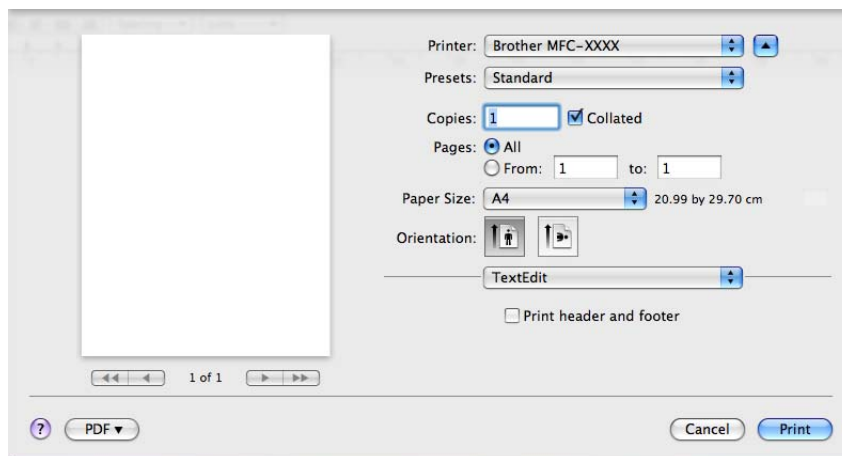 Printer: Brother MFC-XXXX
Presets: Standard
Copies: 1 Collated
Pages: All
From: 1 to: 1
Paper Size: A4 20.99 by 29.70 cm
Orientation:
TextEdit
Print header and footer
1 of 1
? PDF Cancel Print